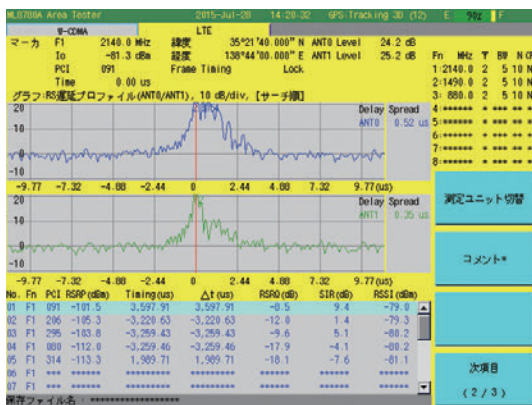 ML8780A Area Tester 2015-Jul-28 14:28:32 GPS:Tracking 3D (12) E 90% F
W-CDMA LTE
マーカ F1 2140.0 MHz 緯度 35°21'40.000" N ANT0 Level 24.2 dB
Io -81.3 dBm 経度 138°44'00.000" E ANT1 Level 25.2 dB
PCI 091 Frame Timing Lock
Time 0.00 us
Fn MHz BW
1:2140.0 2 5 10 N
2:1490.0 2 5 10 N
3: 880.0 2 5 10 N
4:****** * *** ***
5:****** * *** ***
6:****** * *** ***
7:****** * *** ***
8:****** * *** ***
グラフ:RS遅延プロファイル(ANT0/ANT1), 10 dB/div, [サーチ順]
20
10
0
-10
Delay Spread
ANT0 0.52 us
-9.77 -7.32 -4.88 -2.44 0 2.44 4.88 7.32 9.77(us)
20
10
0
-10
Delay Spread
ANT1 0.35 us
-9.77 -7.32 -4.88 -2.44 0 2.44 4.88 7.32 9.77(us)
No. Fn PCI RSRP(dBm) Timing(us) Δt(us) RSRQ(dB) SIR(dB) RSSI(dBm)
01 F1 091 -101.5 3,597.91 3,597.91 -8.5 9.4 -79.0
02 F1 206 -105.3 -3,220.63 -3,220.63 -12.0 1.4 -79.3
03 F1 295 -103.8 -3,259.43 -3,259.43 -9.6 5.1 -80.2
04 F1 080 -112.0 -3,259.46 -3,259.46 -17.9 -4.1 -80.2
05 F1 314 -113.3 1,989.71 1,989.71 -18.1 -7.6 -81.1
06 F1 *** ****** ********* ********* ****** ****** ******
07 F1 *** ****** ********* ********* ****** ****** ******
保存ファイル名 : ******************
測定ユニット切替
コメント*
次項目
(2/3)